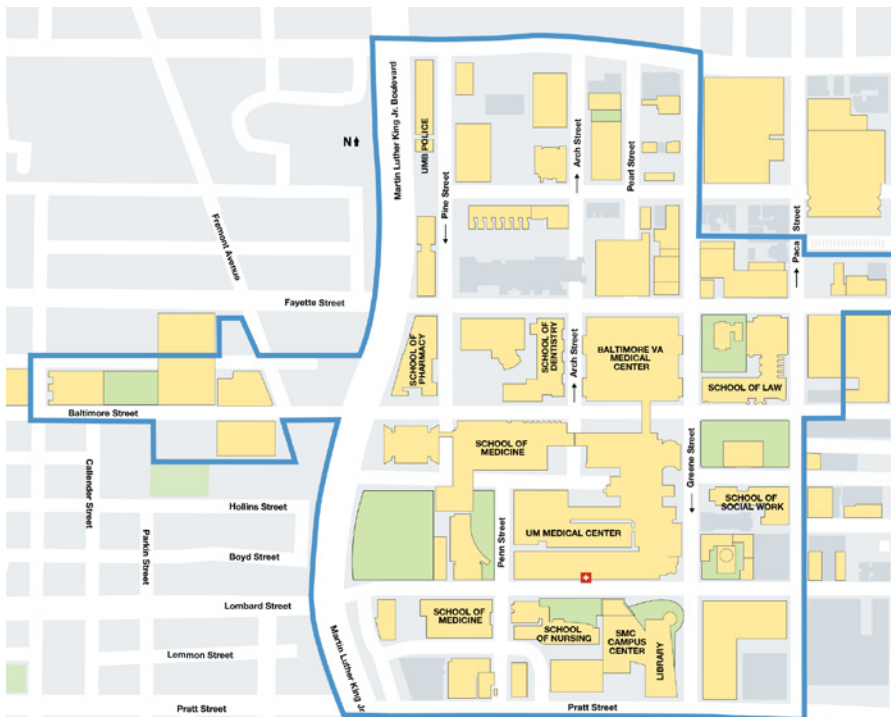 Martin Luther King Jr. Boulevard
UMB POLICE
Pine Street
Arch Street
Pearl Street
Paca Street
N
Fremont Avenue
Fayette Street
SCHOOL OF
PHARMACY
SCHOOL OF
DENTISTRY
Arch Street
BALTIMORE VA
MEDICAL
CENTER
SCHOOL OF LAW
Baltimore Street
SCHOOL OF
MEDICINE
Greene Street
Callender Street
Hollins Street
SCHOOL OF
SOCIAL WORK
Parkin Street
Penn Street
UM MEDICAL CENTER
Boyd Street
Lombard Street
SCHOOL OF
MEDICINE
SCHOOL
OF NURSING
SMC
CAMPUS
CENTER
LIBRARY
Martin Luther King Jr.
Lemmon Street
Pratt Street
Pratt Street